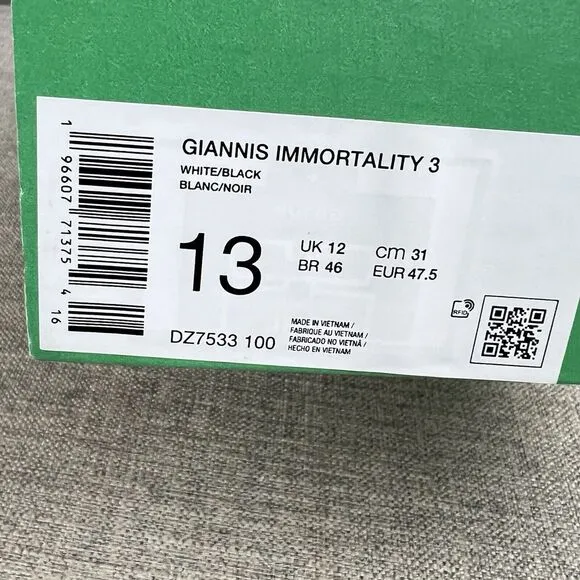 GIANNIS IMMORTALITY 3
WHITE/BLACK
BLANC/NOIR
13
UK 12
BR 46
cm 31
EUR 47.5
DZ7533 100
MADE IN VIETNAM /
FABRIQUE AU VIETNAM /
FABRICADO NO VIETNÃ /
HECHO EN VIETNAM
RFID
1 96607 71375 4 16